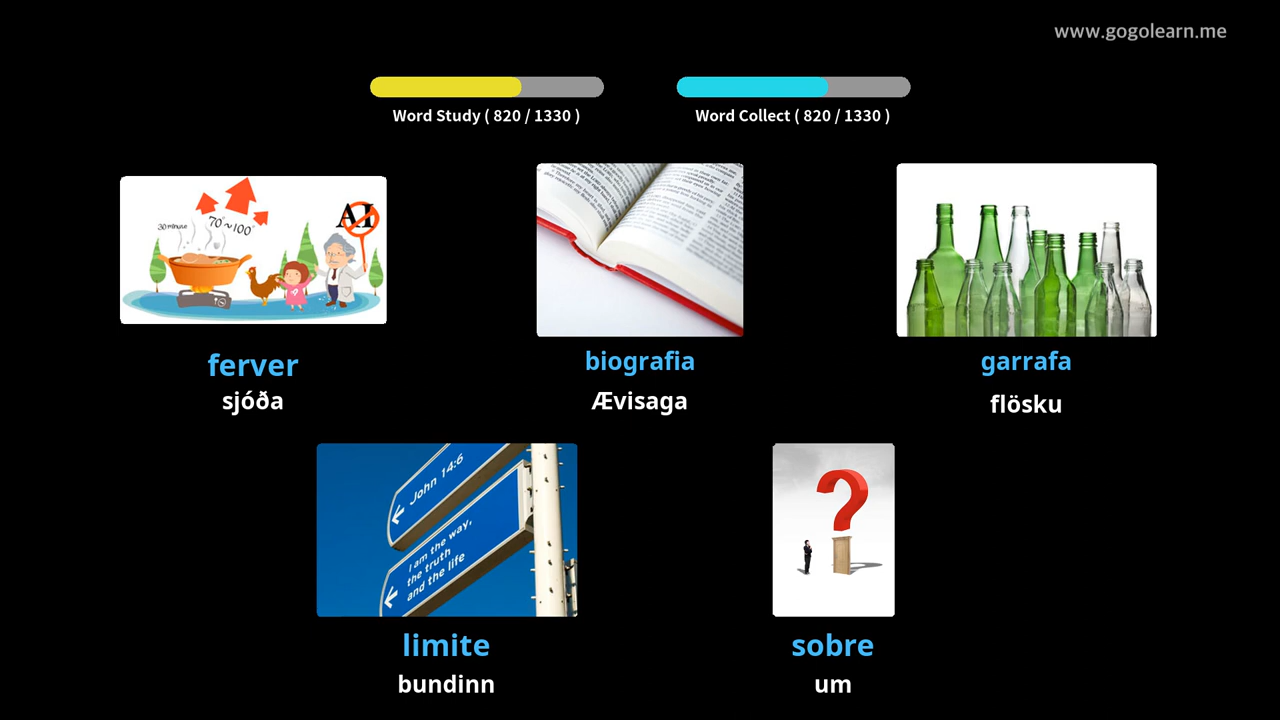 www.gogolearn.me
Word Study ( 820 / 1330 )
Word Collect ( 820 / 1330 )
30 minute
70°~100°
AI
ferver
sjóða
biografia
Ævisaga
garrafa
flösku
John 14:6
I am the way,
the truth
and the life
limite
bundinn
sobre
um